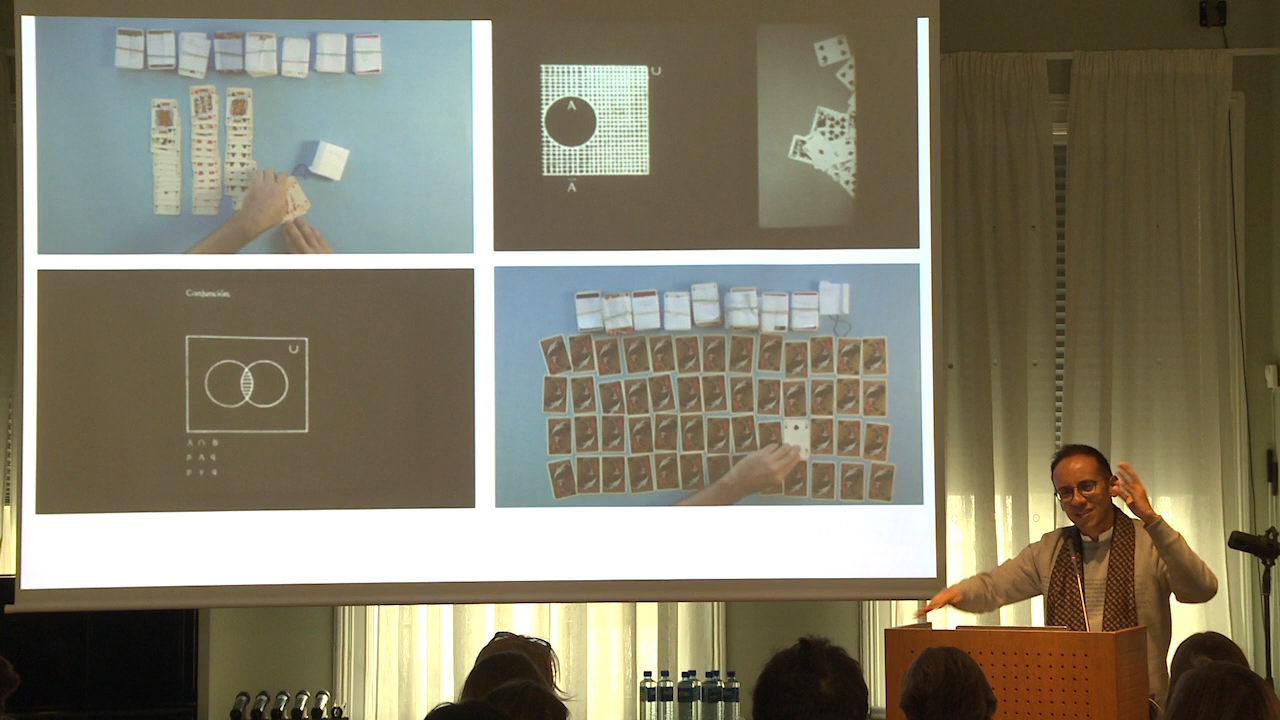 A
U
A
Conjunción.
U
A ∩ B
p ∧ q
p Y q